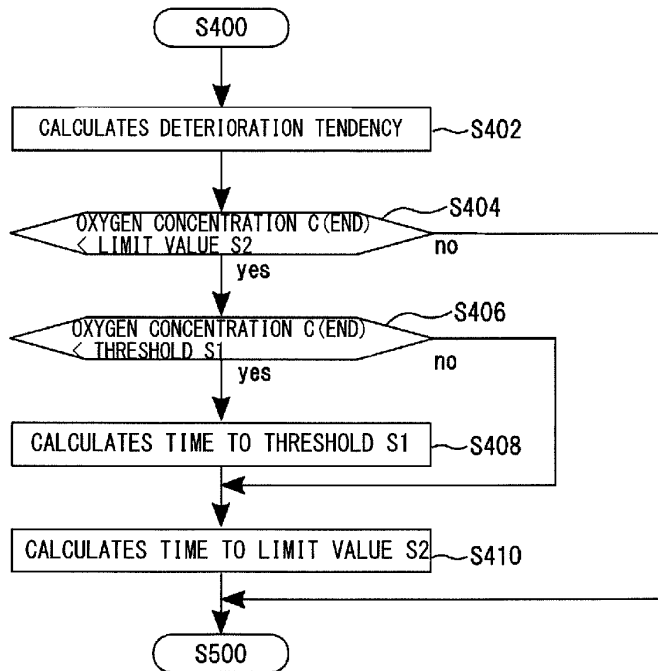 S400
CALCULATES DETERIORATION TENDENCY
S402
OXYGEN CONCENTRATION C(END)
< LIMIT VALUE S2
S404
no
yes
OXYGEN CONCENTRATION C(END)
< THRESHOLD S1
S406
no
yes
CALCULATES TIME TO THRESHOLD S1
S408
CALCULATES TIME TO LIMIT VALUE S2
S410
S500